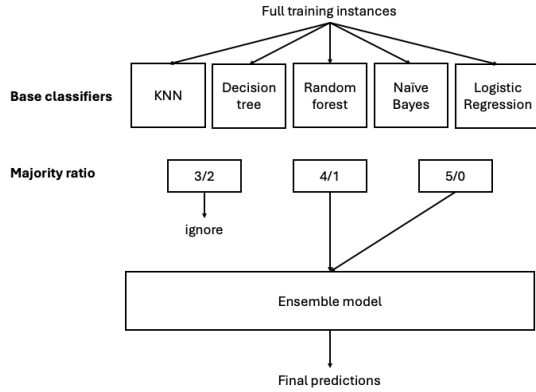 Full training instances
Base classifiers
KNN
Decision
tree
Random
forest
Naïve
Bayes
Logistic
Regression
Majority ratio
3/2
4/1
5/0
ignore
Ensemble model
Final predictions